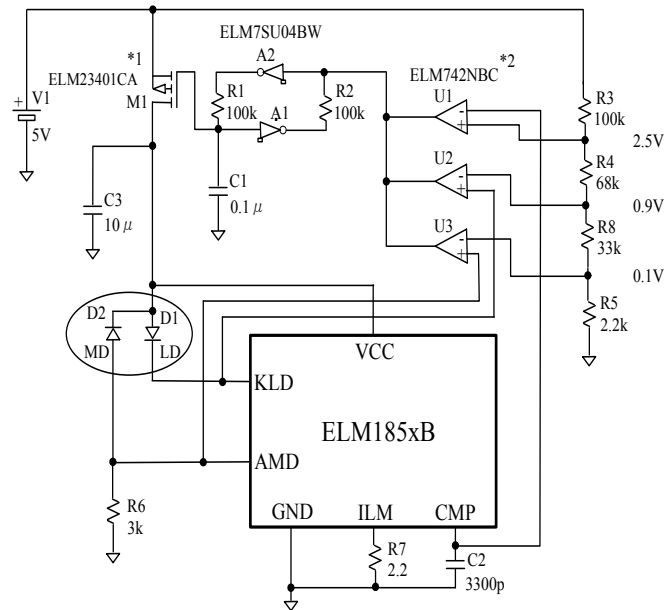 ELM7SU04BW
*1
ELM23401CA
A2
ELM742NBC
*2
V1
5V
M1
R1
100k
R2
100k
A1
U1
-
+
R3
100k
2.5V
C3
10μ
C1
0.1μ
U2
-
+
R4
68k
0.9V
U3
-
+
R8
33k
0.1V
R5
2.2k
D2
MD
D1
LD
VCC
KLD
ELM185xB
AMD
R6
3k
GND
ILM
CMP
R7
2.2
C2
3300p
+